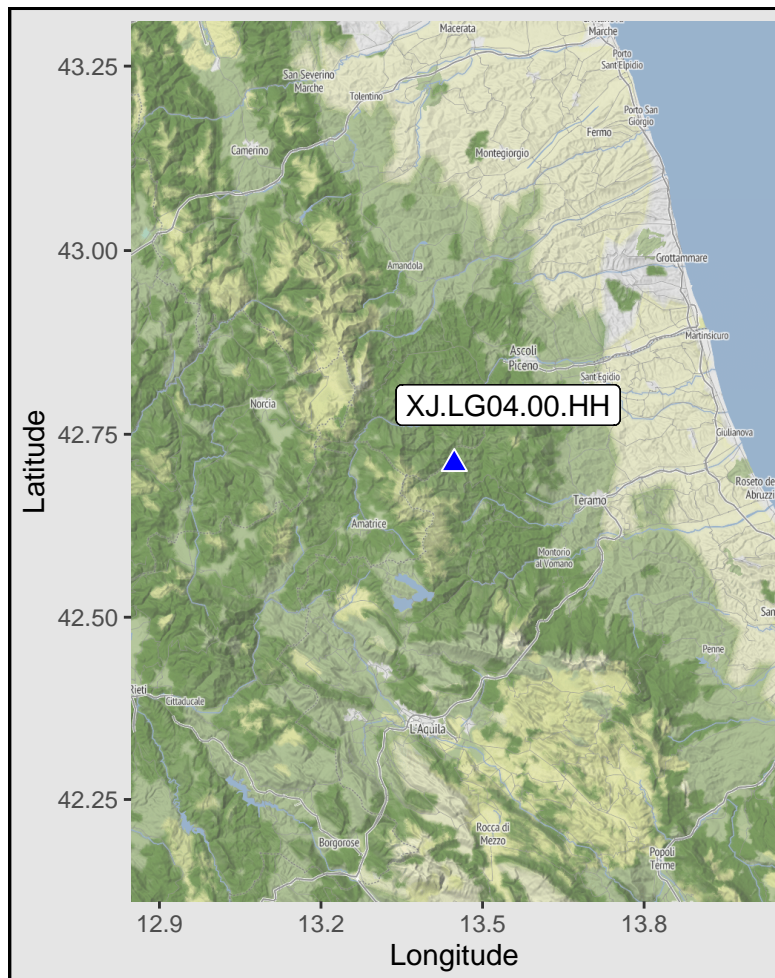 Macerata
Marche
Porto
Sant'Elpidio
43.25
San Severino
Marche
Tolentino
Porto San
Giorgio
Fermo
Camerino
Montegiorgio
43.00
Grottammare
Amandola
Martinsicuro
Ascoli
Piceno
Sant'Egidio
Norcia
XJ.LG04.00.HH
42.75
Giulianova
Latitude
Roseto de
Abruzzi
Teramo
Amatrice
Montorio
al Vomano
42.50
San
Penne
Rieti
Cittaducale
L'Aquila
42.25
Rocca di
Mezzo
Borgorose
Popoli
Terme
12.9
13.2
13.5
13.8
Longitude